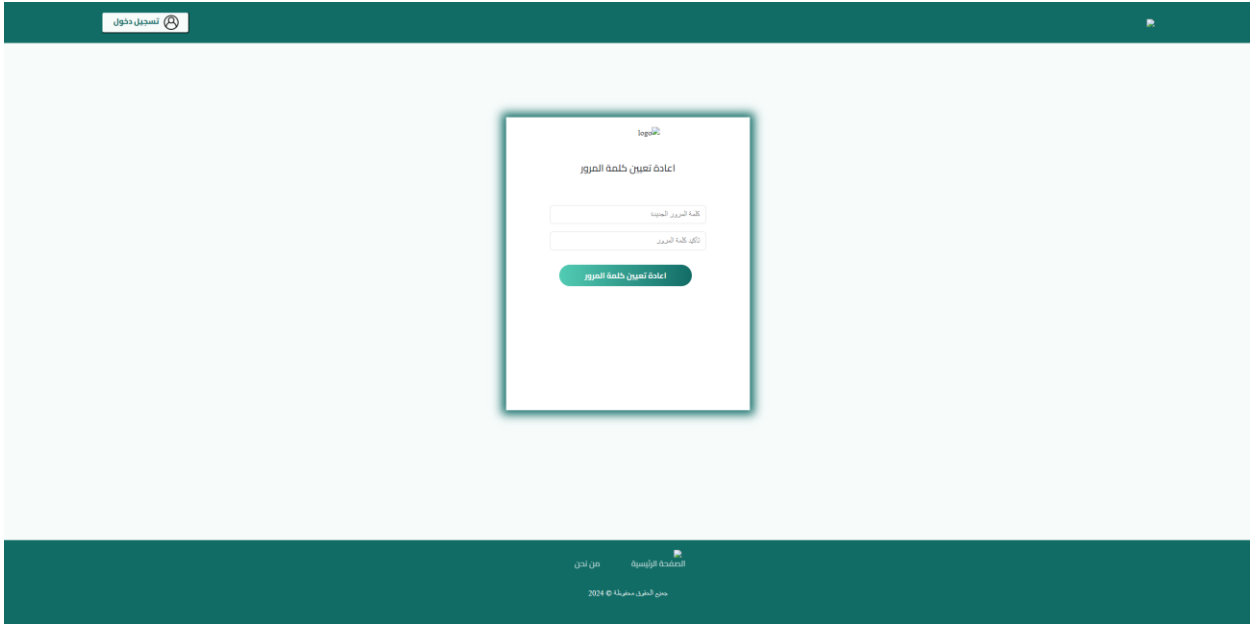 تسجيل دخول
logo
اعادة تعيين كلمة المرور
كلمة المرور الجديدة
تأكيد كلمة المرور
اعادة تعيين كلمة المرور
الصفحة الرئيسية
من نحن
جميع الحقوق محفوظة © 2024